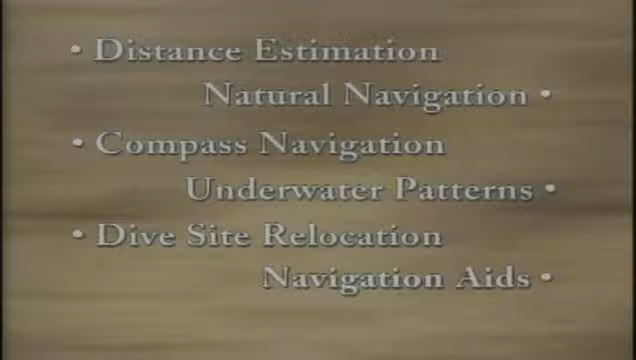 • Distance Estimation
Natural Navigation •
• Compass Navigation
Underwater Patterns •
• Dive Site Relocation
Navigation Aids •